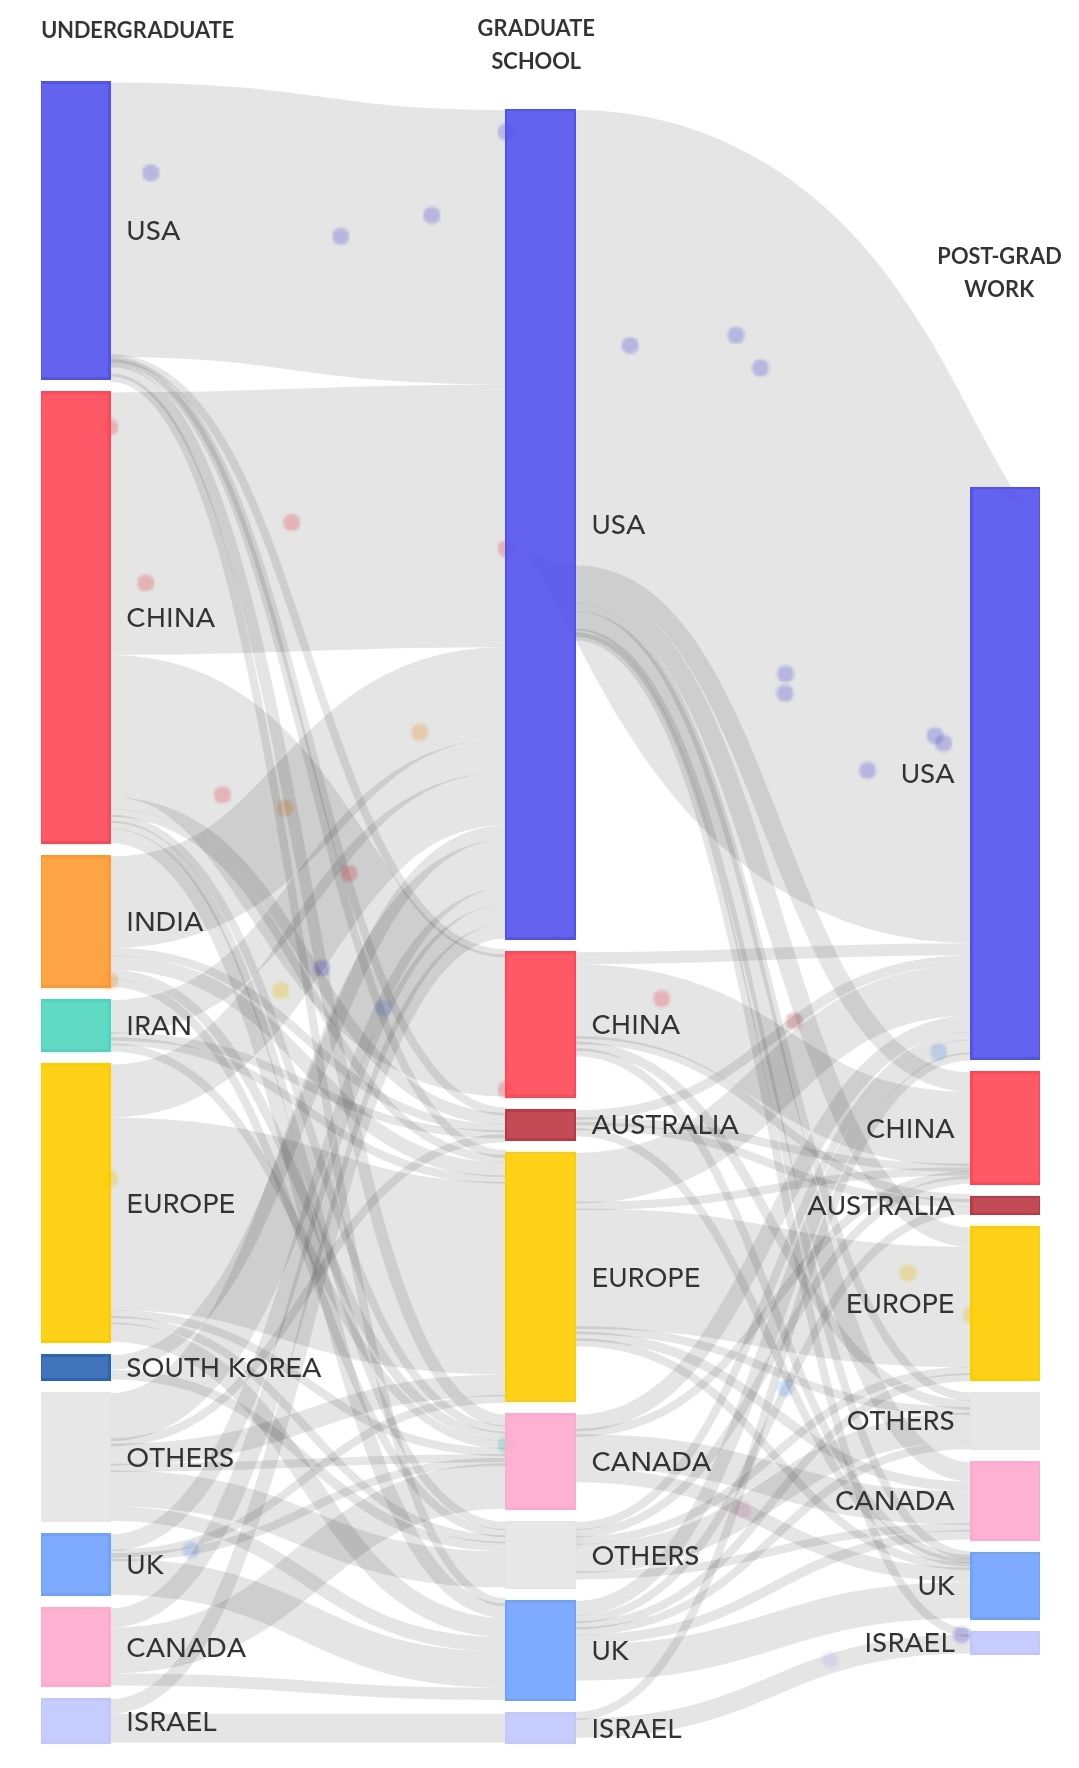 UNDERGRADUATE
GRADUATE
SCHOOL
POST-GRAD
WORK
USA
CHINA
INDIA
IRAN
EUROPE
SOUTH KOREA
OTHERS
UK
CANADA
ISRAEL
USA
CHINA
AUSTRALIA
EUROPE
CANADA
OTHERS
UK
ISRAEL
USA
CHINA
AUSTRALIA
EUROPE
OTHERS
CANADA
UK
ISRAEL